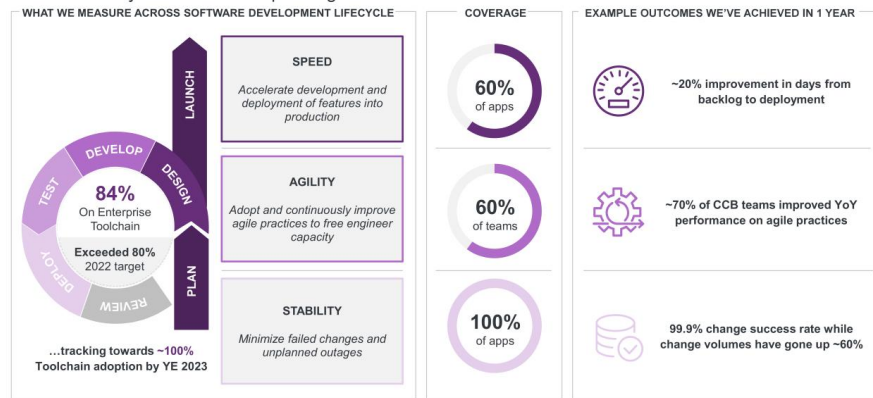 WHAT WE MEASURE ACROSS SOFTWARE DEVELOPMENT LIFECYCLE
LAUNCH
DEVELOP
DESIGN
TEST
DEPLOY
REVIEW
PLAN
84%
On Enterprise
Toolchain
Exceeded 80%
2022 target
…tracking towards ~100%
Toolchain adoption by YE 2023
SPEED
Accelerate development and
deployment of features into
production
AGILITY
Adopt and continuously improve
agile practices to free engineer
capacity
STABILITY
Minimize failed changes and
unplanned outages
COVERAGE
60%
of apps
60%
of teams
100%
of apps
EXAMPLE OUTCOMES WE'VE ACHIEVED IN 1 YEAR
~20% improvement in days from
backlog to deployment
~70% of CCB teams improved YoY
performance on agile practices
99.9% change success rate while
change volumes have gone up ~60%